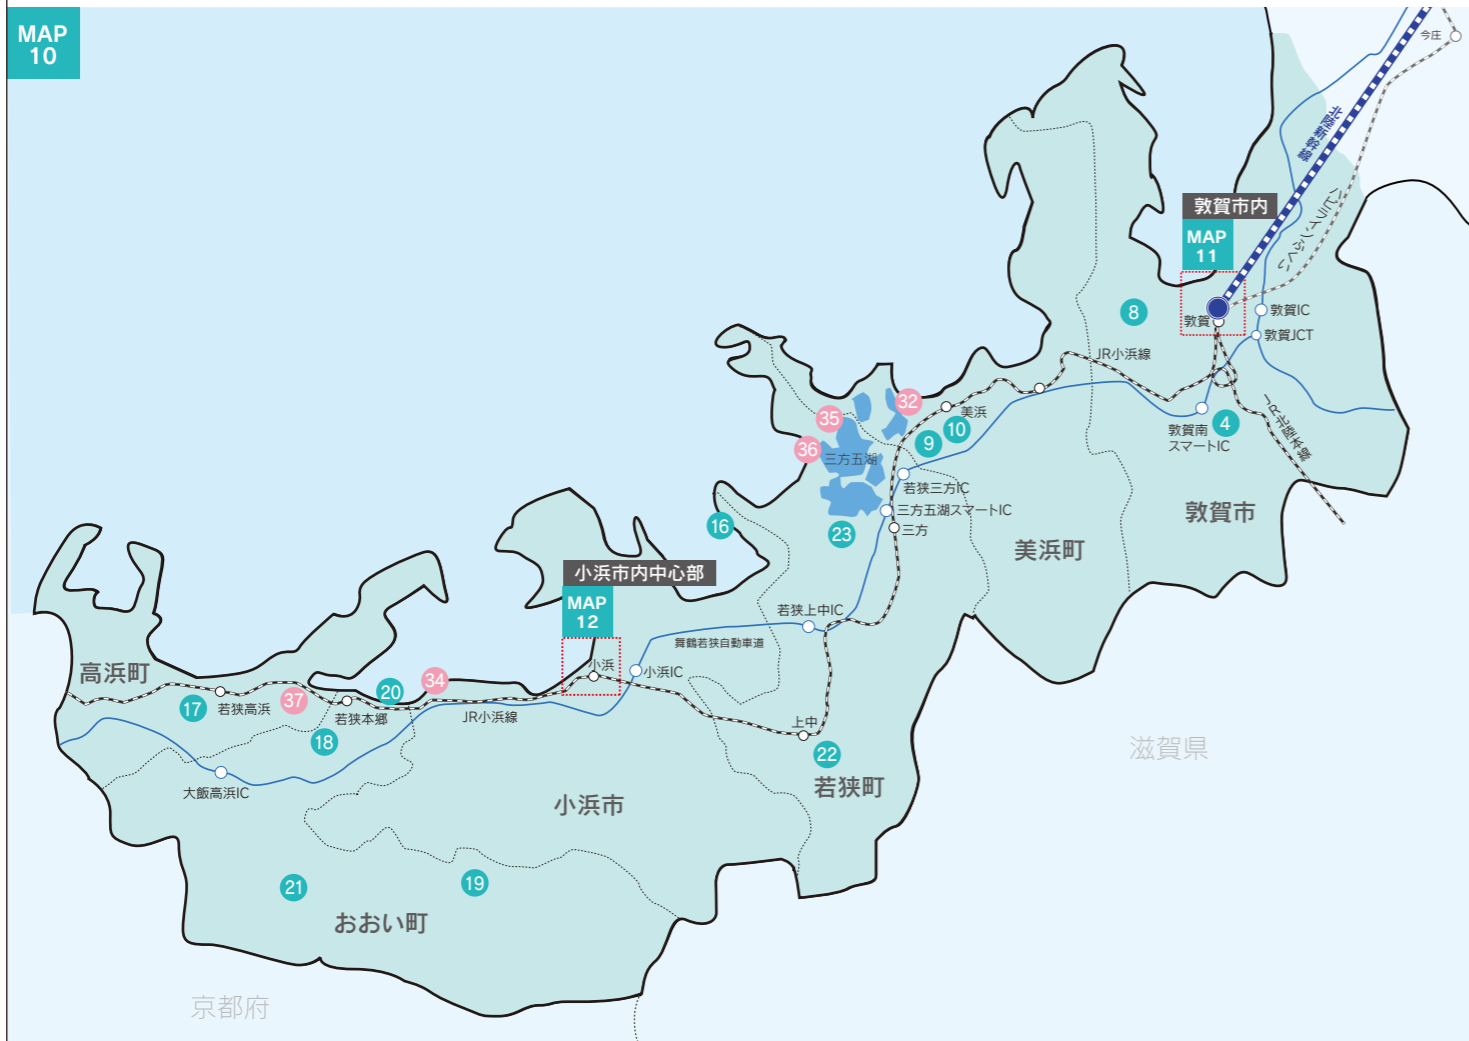 MAP
10
今庄
北陸新幹線
ハピラインふくい
敦賀市内
MAP
11
敦賀
敦賀IC
敦賀JCT
8
JR小浜線
JR北陸本線
敦賀南
スマートIC
4
32
35
36
美浜
10
9
三方五湖
若狭三方IC
三方五湖スマートIC
三方
23
16
敦賀市
美浜町
小浜市内中心部
MAP
12
小浜
小浜IC
若狭上中IC
舞鶴若狭自動車道
高浜町
17
若狭高浜
37
若狭本郷
20
34
JR小浜線
18
大飯高浜IC
上中
22
若狭町
小浜市
滋賀県
21
19
おおい町
京都府